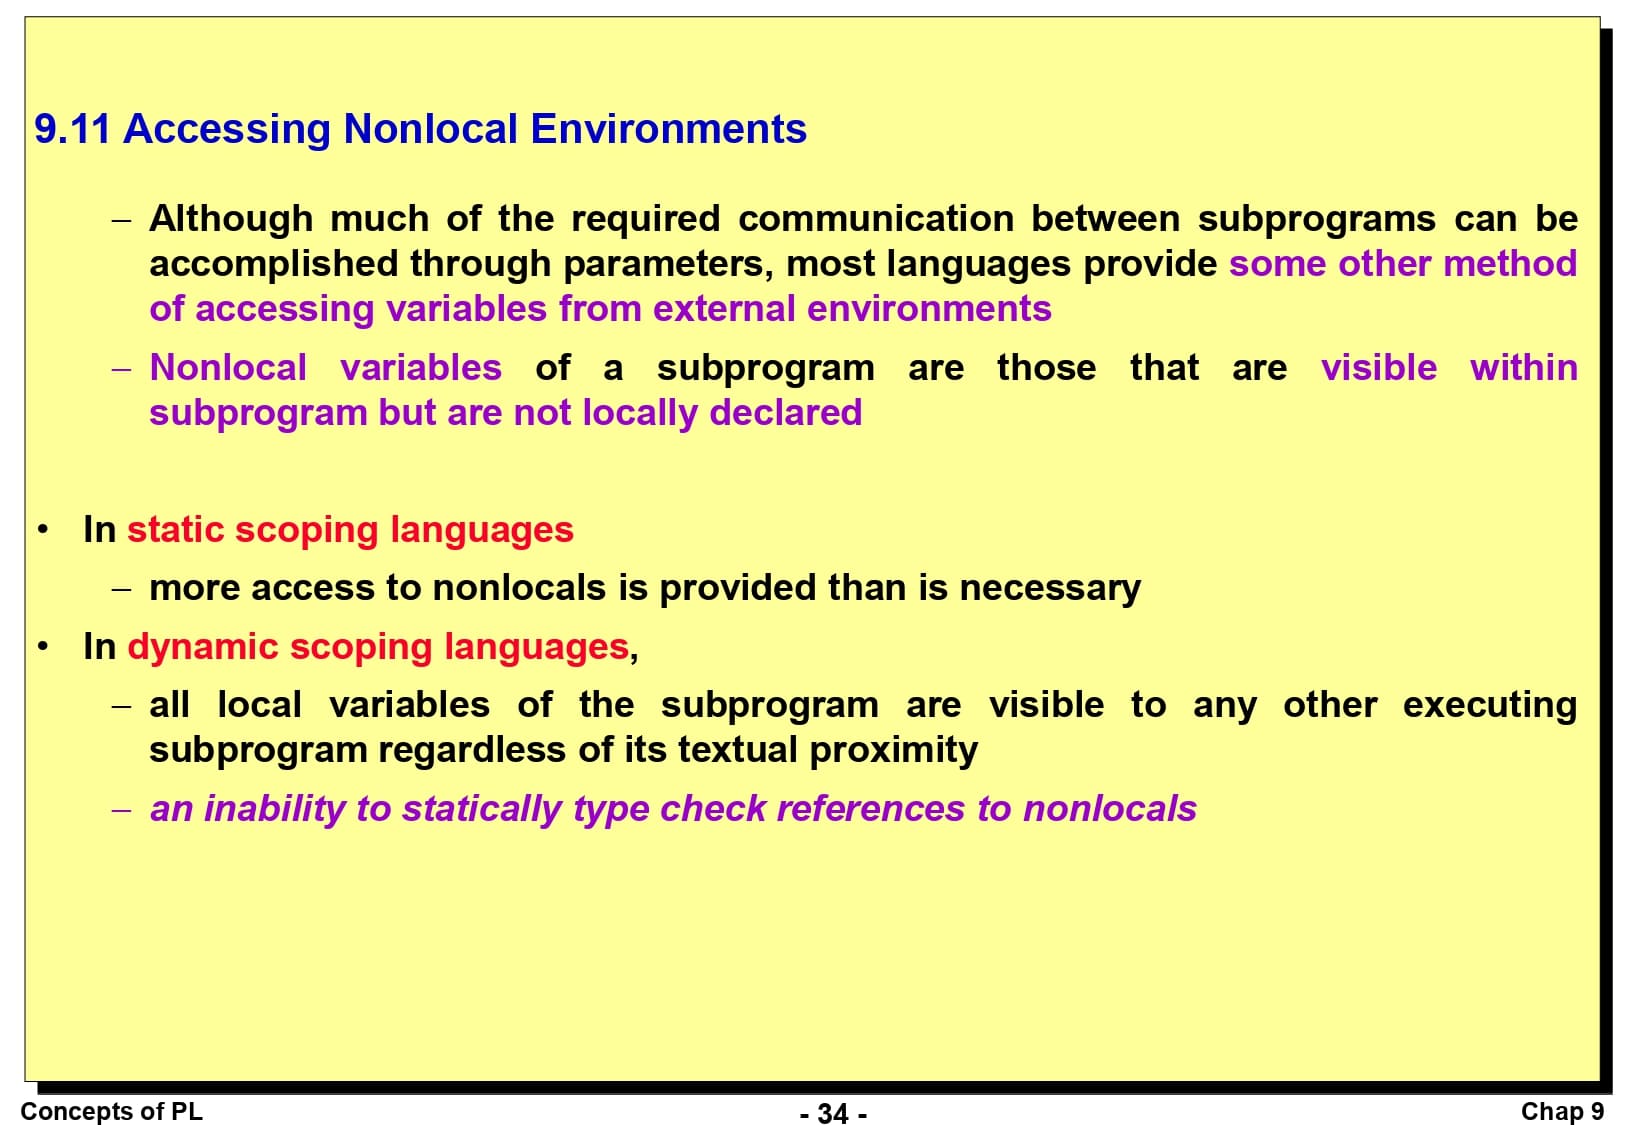 9.11 Accessing Nonlocal Environments
– Although much of the required communication between subprograms can be
accomplished through parameters, most languages provide some other method
of accessing variables from external environments
– Nonlocal variables of a subprogram are those that are visible within
subprogram but are not locally declared
• In static scoping languages
– more access to nonlocals is provided than is necessary
• In dynamic scoping languages,
– all local variables of the subprogram are visible to any other executing
subprogram regardless of its textual proximity
– an inability to statically type check references to nonlocals
Concepts of PL
- 34 -
Chap 9